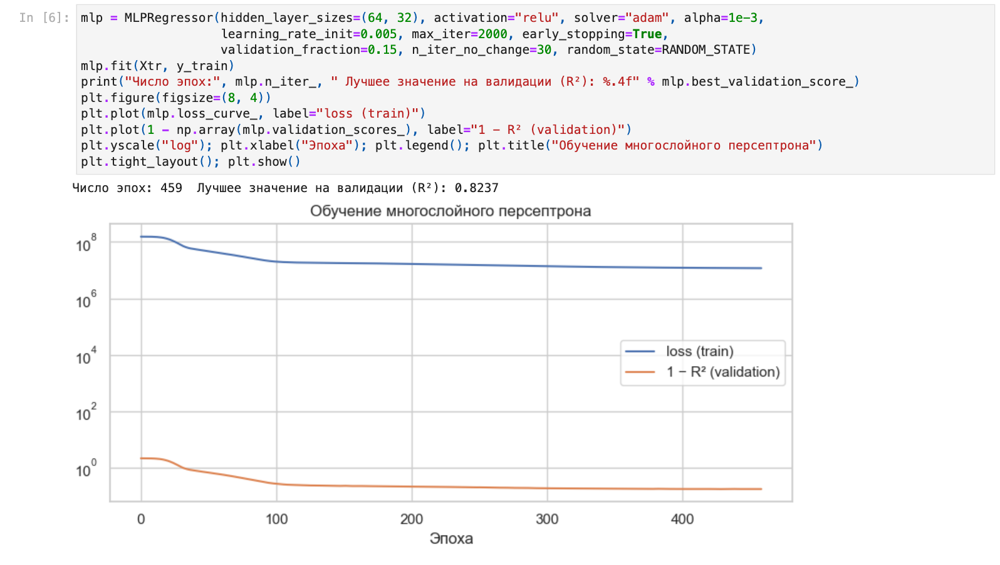 In [6]: mlp = MLPRegressor(hidden_layer_sizes=(64, 32), activation="relu", solver="adam", alpha=1e-3,
learning_rate_init=0.005, max_iter=2000, early_stopping=True,
validation_fraction=0.15, n_iter_no_change=30, random_state=RANDOM_STATE)
mlp.fit(Xtr, y_train)
print("Число эпох:", mlp.n_iter_, " Лучшее значение на валидации (R²): %.4f" % mlp.best_validation_score_)
plt.figure(figsize=(8, 4))
plt.plot(mlp.loss_curve_, label="loss (train)")
plt.plot(1 - np.array(mlp.validation_scores_), label="1 − R² (validation)")
plt.yscale("log"); plt.xlabel("Эпоха"); plt.legend(); plt.title("Обучение многослойного персептрона")
plt.tight_layout(); plt.show()
Число эпох: 459  Лучшее значение на валидации (R²): 0.8237
Обучение многослойного персептрона
10⁸
10⁶
10⁴
10²
10⁰
loss (train)
1 − R² (validation)
0 100 200 300 400
Эпоха